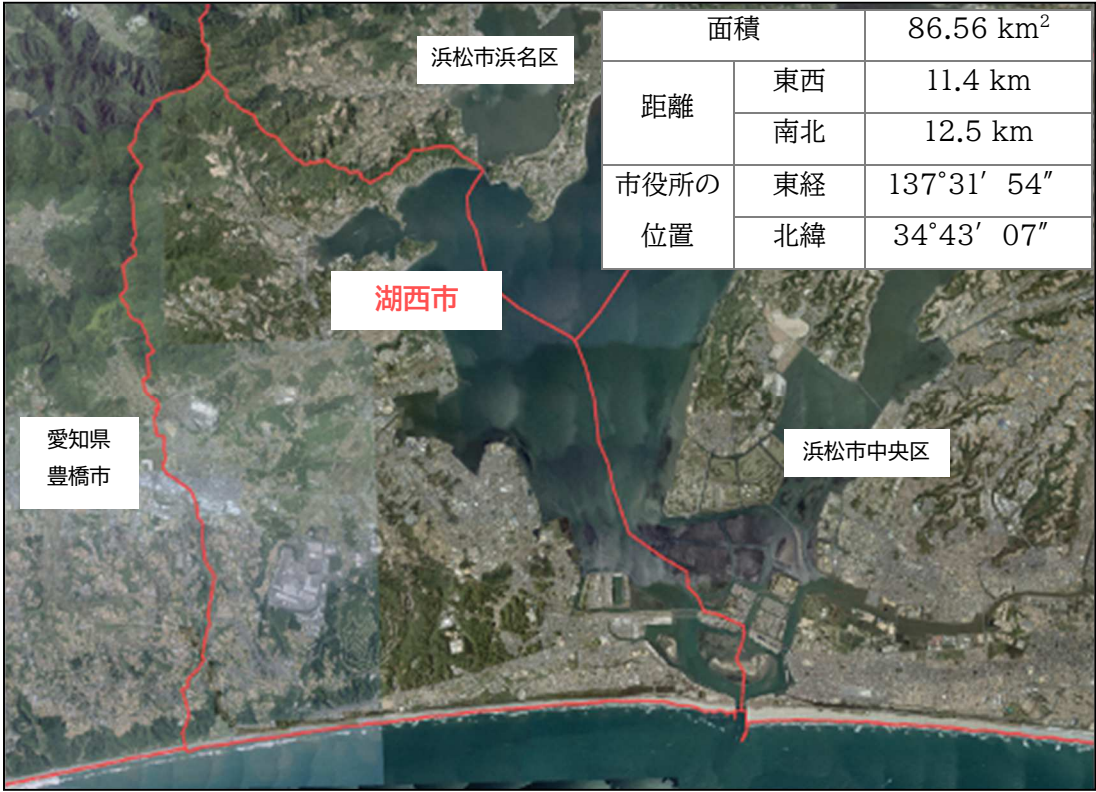 浜松市浜名区
面積 86.56 km²
距離 東西 11.4 km
南北 12.5 km
市役所の位置 東経 137°31′54″
北緯 34°43′07″
湖西市
愛知県
豊橋市
浜松市中央区